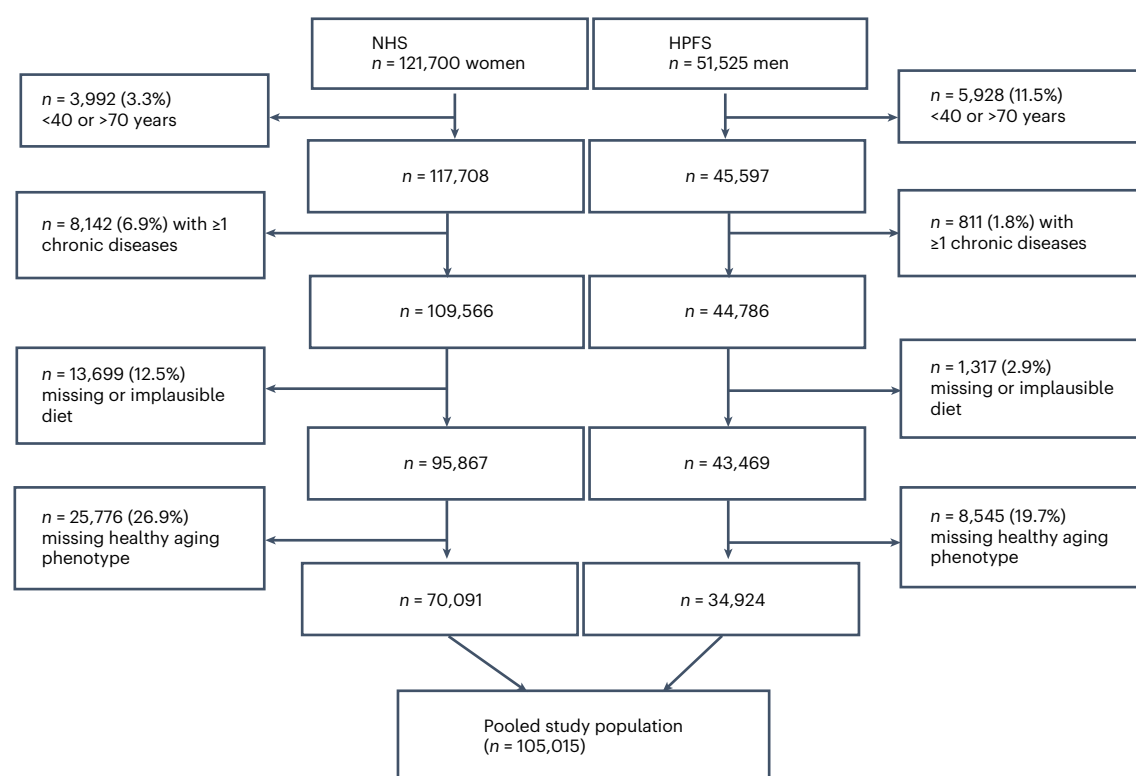 NHS
n = 121,700 women
HPFS
n = 51,525 men
n = 3,992 (3.3%)
<40 or >70 years
n = 5,928 (11.5%)
<40 or >70 years
n = 117,708
n = 45,597
n = 8,142 (6.9%) with ≥1
chronic diseases
n = 811 (1.8%) with
≥1 chronic diseases
n = 109,566
n = 44,786
n = 13,699 (12.5%)
missing or implausible
diet
n = 1,317 (2.9%)
missing or implausible
diet
n = 95,867
n = 43,469
n = 25,776 (26.9%)
missing healthy aging
phenotype
n = 8,545 (19.7%)
missing healthy aging
phenotype
n = 70,091
n = 34,924
Pooled study population
(n = 105,015)